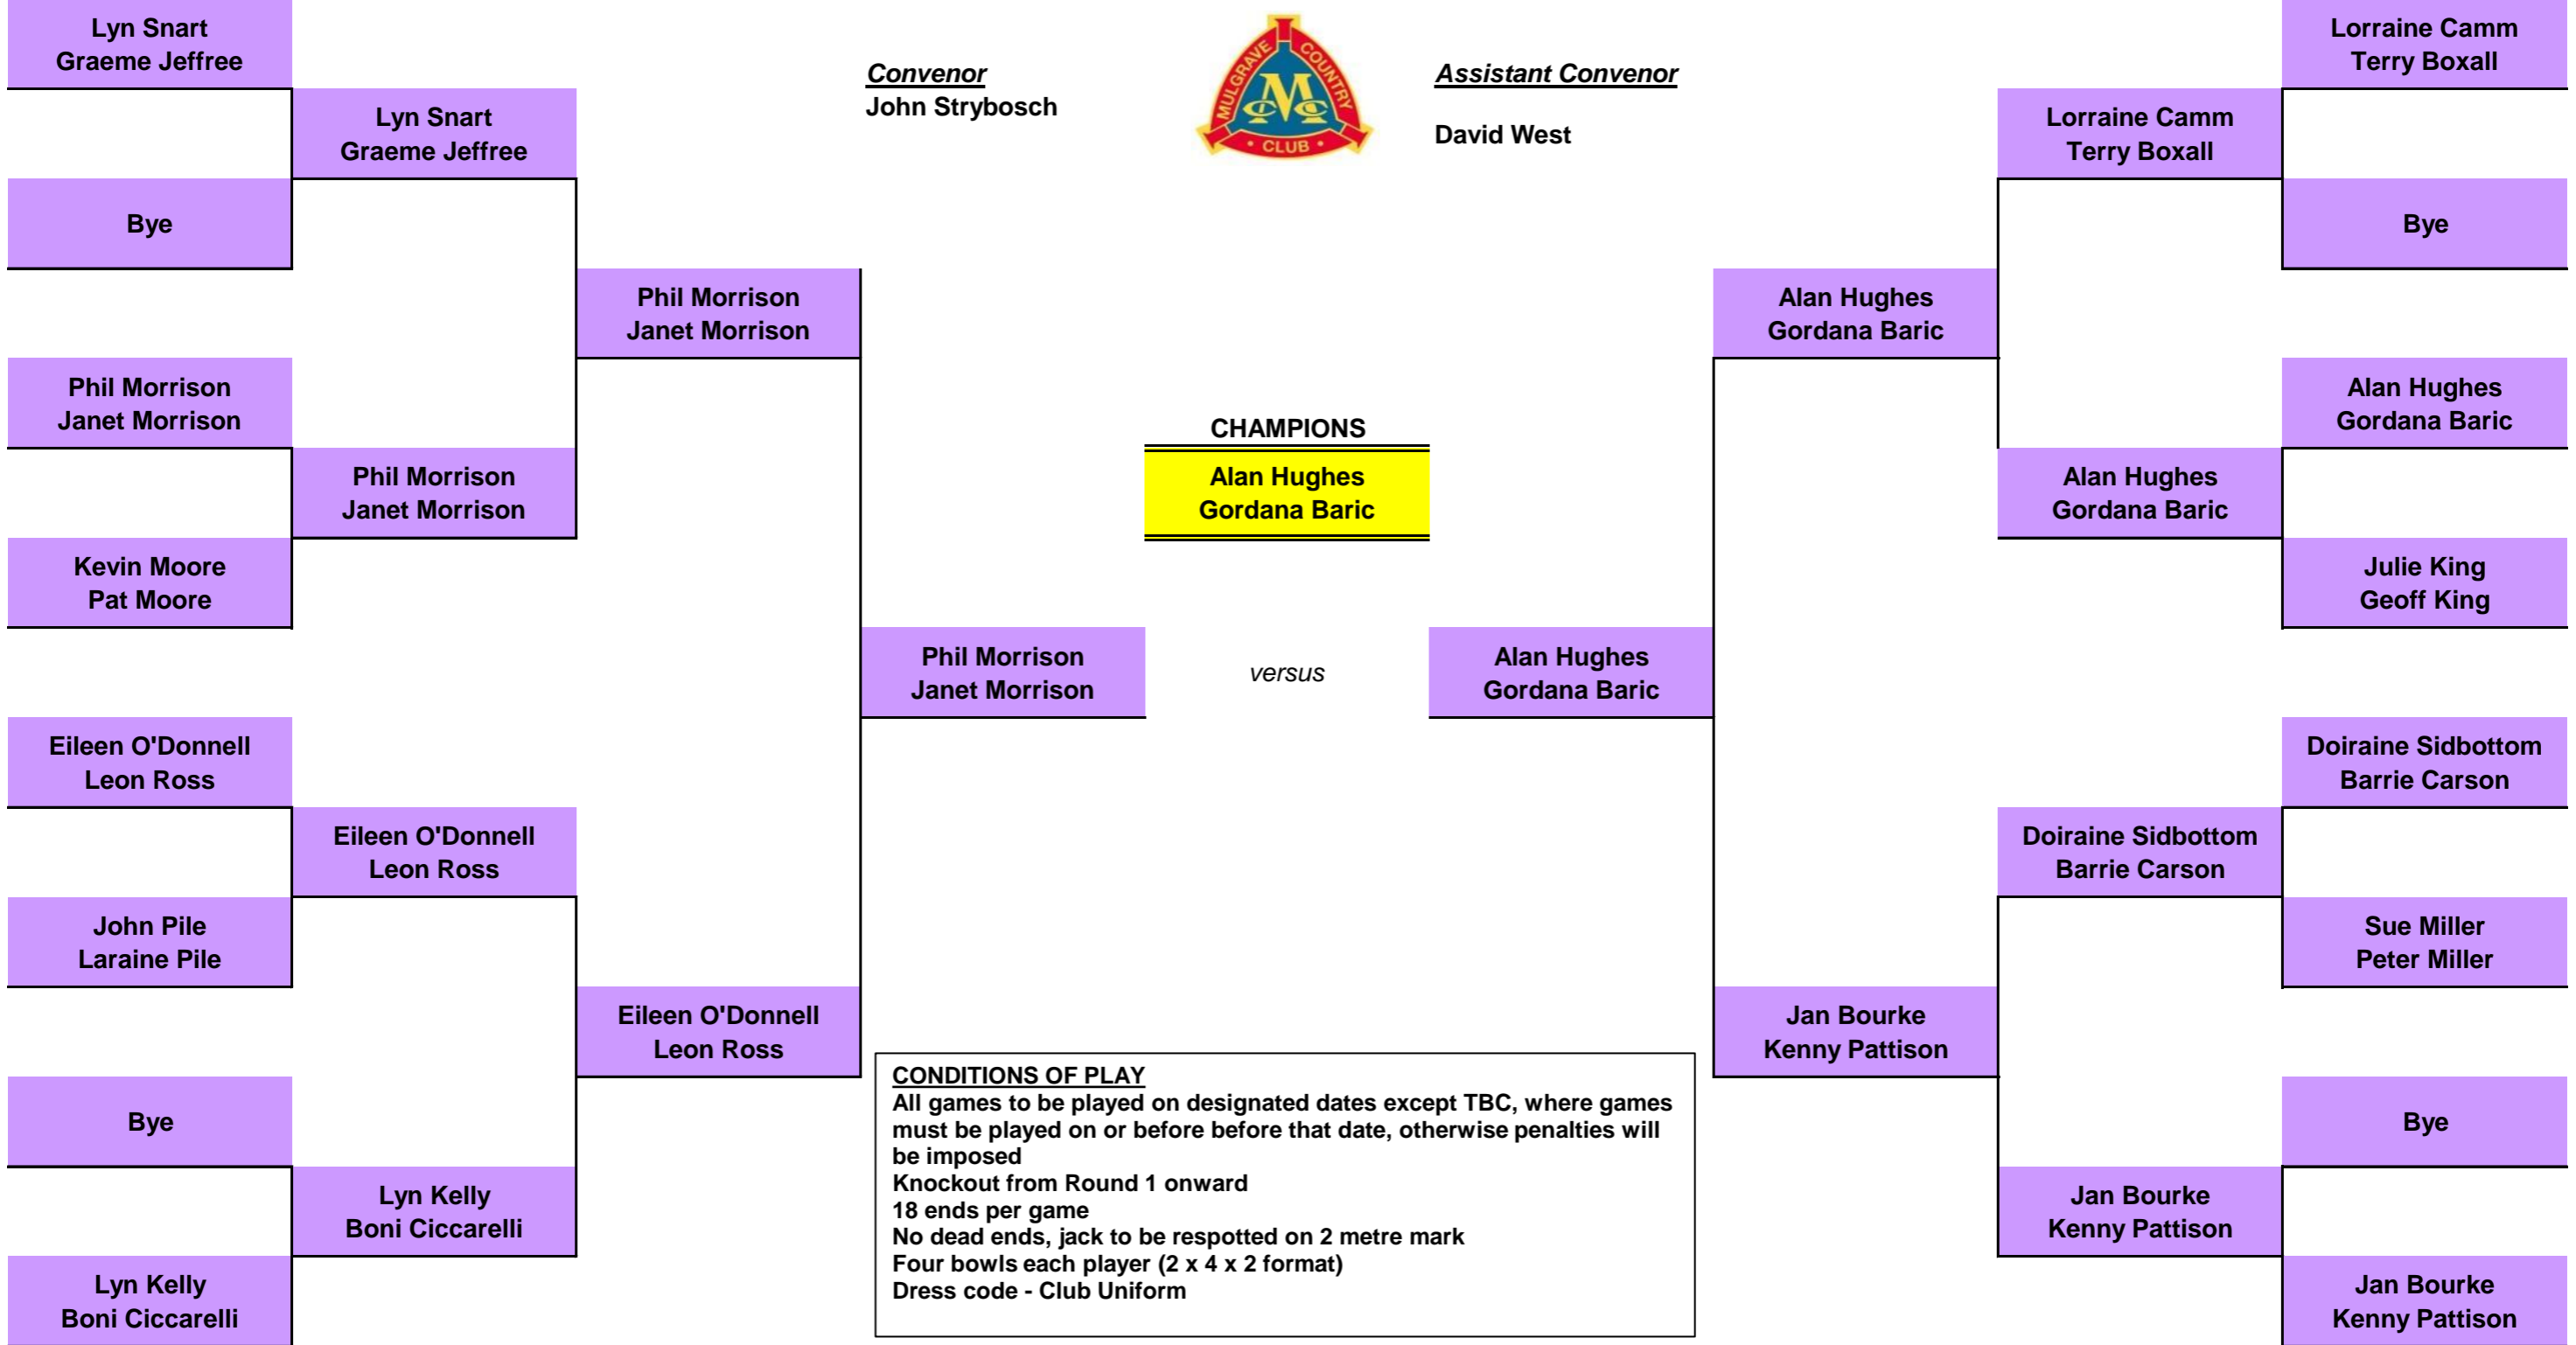 Lyn Snart
Graeme Jeffree
Bye
Phil Morrison
Janet Morrison
Kevin Moore
Pat Moore
Eileen O'Donnell
Leon Ross
John Pile
Laraine Pile
Bye
Lyn Kelly
Boni Ciccarelli
Lyn Snart
Graeme Jeffree
Phil Morrison
Janet Morrison
Eileen O'Donnell
Leon Ross
Lyn Kelly
Boni Ciccarelli
Phil Morrison
Janet Morrison
Eileen O'Donnell
Leon Ross
Convenor
John Strybosch
MULGRAVE COUNTRY
CLUB
MCC
Assistant Convenor
David West
CHAMPIONS
Alan Hughes
Gordana Baric
Phil Morrison
Janet Morrison
versus
Alan Hughes
Gordana Baric
CONDITIONS OF PLAY
All games to be played on designated dates except TBC, where games
must be played on or before before that date, otherwise penalties will
be imposed
Knockout from Round 1 onward
18 ends per game
No dead ends, jack to be respotted on 2 metre mark
Four bowls each player (2 x 4 x 2 format)
Dress code - Club Uniform
Alan Hughes
Gordana Baric
Jan Bourke
Kenny Pattison
Lorraine Camm
Terry Boxall
Alan Hughes
Gordana Baric
Doiraine Sidbottom
Barrie Carson
Jan Bourke
Kenny Pattison
Lorraine Camm
Terry Boxall
Bye
Alan Hughes
Gordana Baric
Julie King
Geoff King
Doiraine Sidbottom
Barrie Carson
Sue Miller
Peter Miller
Bye
Jan Bourke
Kenny Pattison